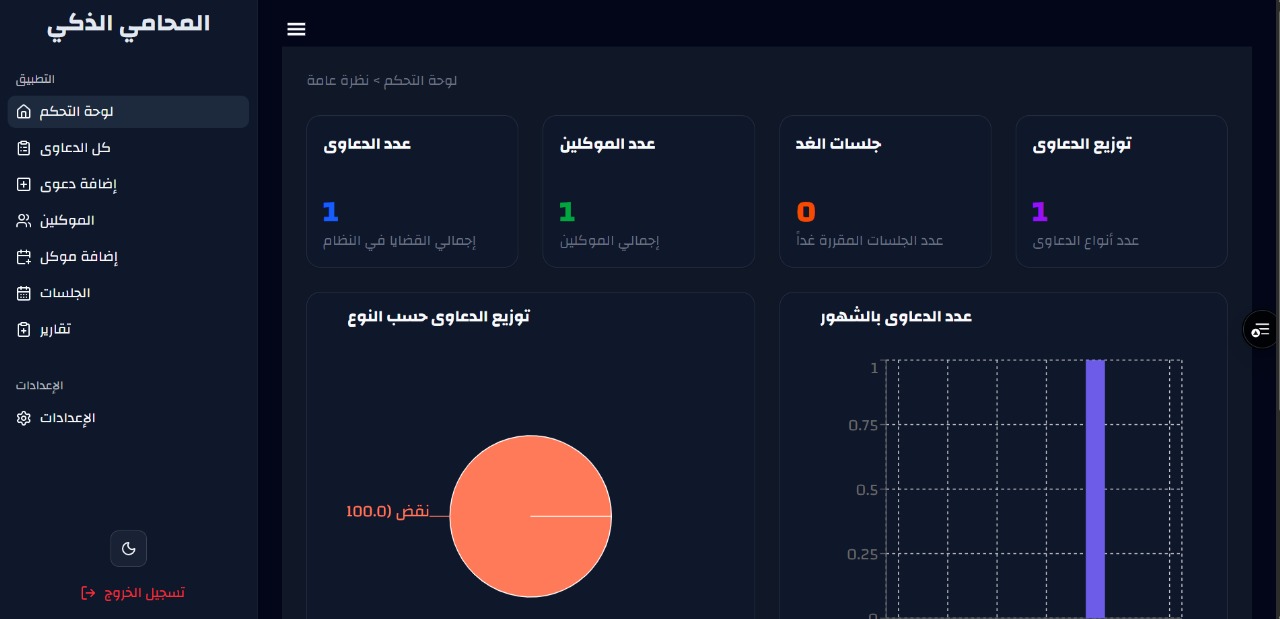 المحامي الذكي
التطبيق
لوحة التحكم
كل الدعاوى
إضافة دعوى
الموكلين
إضافة موكل
الجلسات
تقارير
الإعدادات
الإعدادات
تسجيل الخروج
لوحة التحكم > نظرة عامة
عدد الدعاوى
1
إجمالي القضايا في النظام
عدد الموكلين
1
إجمالي الموكلين
جلسات الغد
0
عدد الجلسات المقررة غداً
توزيع الدعاوى
1
عدد أنواع الدعاوى
توزيع الدعاوى حسب النوع
نقض (100.0
عدد الدعاوى بالشهور
1
0.75
0.5
0.25
0